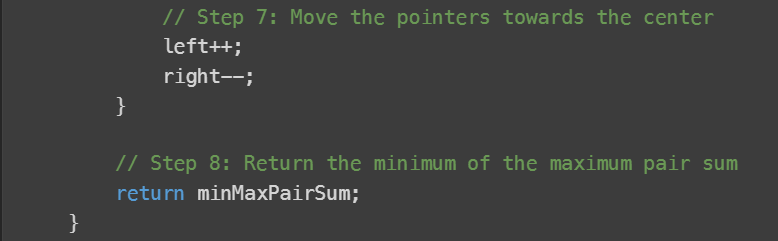 // Step 7: Move the pointers towards the center
left++;
right--;
}
// Step 8: Return the minimum of the maximum pair sum
return minMaxPairSum;
}